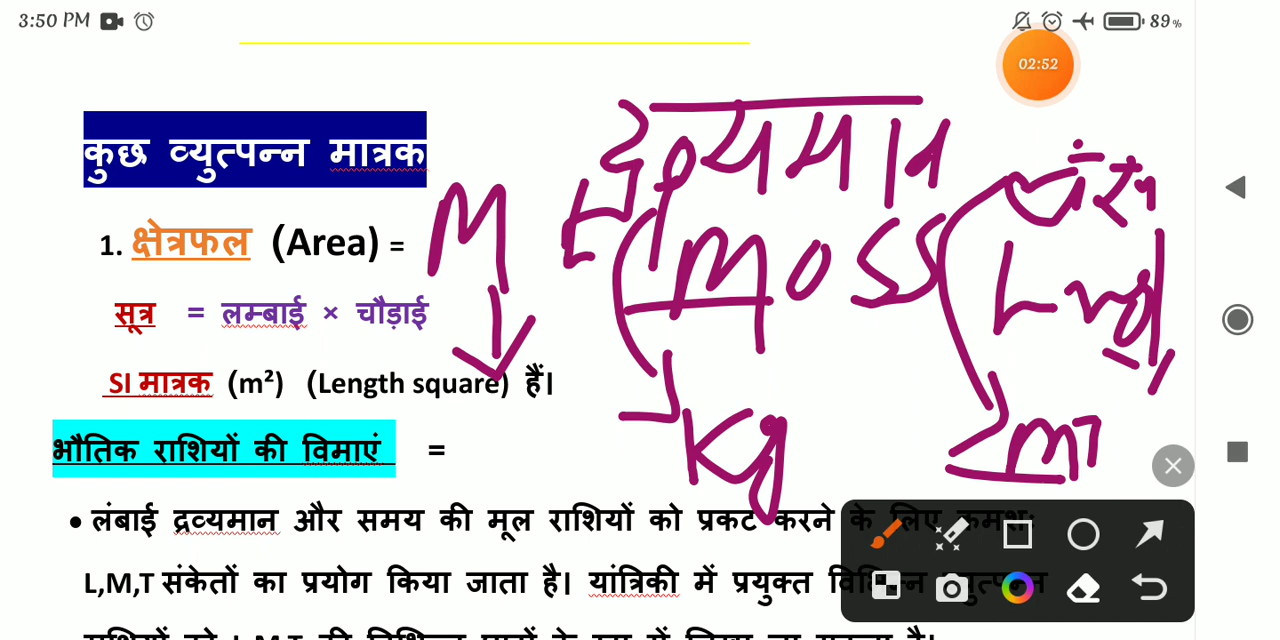 3:50 PM 89%
02:52
कुछ व्युत्पन्न मात्रक
द्रव्यमान
1. क्षेत्रफल (Area) =
M
सूत्र = लम्बाई × चौड़ाई
SI मात्रक (m²) (Length square) हैं।
kg
भौतिक राशियों की विमाएं =
• लंबाई द्रव्यमान और समय की मूल राशियों को प्रकट करने के लिए क्रमशः
L,M,T संकेतों का प्रयोग किया जाता है। यांत्रिकी में प्रयुक्त विभिन्न व्युत्पन्न